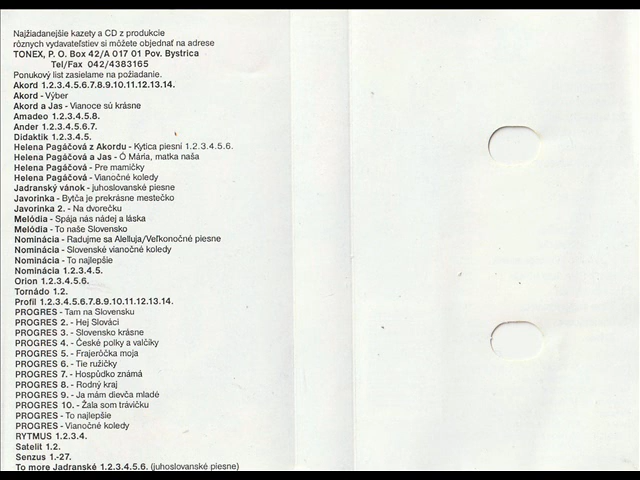 Najžiadanejšie kazety a CD z produkcie
rôznych vydavateľstiev si môžete objednať na adrese
TONEX, P. O. Box 42/A 017 01 Pov. Bystrica
Tel/Fax 042/4383165
Ponukový list zasielame na požiadanie.
Akord 1.2.3.4.5.6.7.8.9.10.11.12.13.14.
Akord - Výber
Akord a Jas - Vianoce sú krásne
Amadeo 1.2.3.4.5.8.
Ander 1.2.3.4.5.6.7.
Didaktik 1.2.3.4.5.
Helena Pagáčová z Akordu - Kytica piesní 1.2.3.4.5.6.
Helena Pagáčová a Jas - Ó Mária, matka naša
Helena Pagáčová - Pre mamičky
Helena Pagáčová - Vianočné koledy
Jadranský vánok - juhoslovanské piesne
Javorinka - Bytča je prekrásne mestečko
Javorinka 2. - Na dvorečku
Melódia - Spája nás nádej a láska
Melódia - To naše Slovensko
Nominácia - Radujme sa Alelluja/Veľkonočné piesne
Nominácia - Slovenské vianočné koledy
Nominácia - To najlepšie
Nominácia 1.2.3.4.5.
Orion 1.2.3.4.5.6.
Tornádo 1.2.
Profil 1.2.3.4.5.6.7.8.9.10.11.12.13.14.
PROGRES - Tam na Slovensku
PROGRES 2. - Hej Slováci
PROGRES 3. - Slovensko krásne
PROGRES 4. - České polky a valčíky
PROGRES 5. - Frajerôčka moja
PROGRES 6. - Tie ružičky
PROGRES 7. - Hospůdko známá
PROGRES 8. - Rodný kraj
PROGRES 9. - Ja mám dievča mladé
PROGRES 10. - Žala som trávičku
PROGRES - To najlepšie
PROGRES - Vianočné koledy
RYTMUS 1.2.3.4.
Satelit 1.2.
Senzus 1.-27.
To more Jadranské 1.2.3.4.5.6. (juhoslovanské piesne)